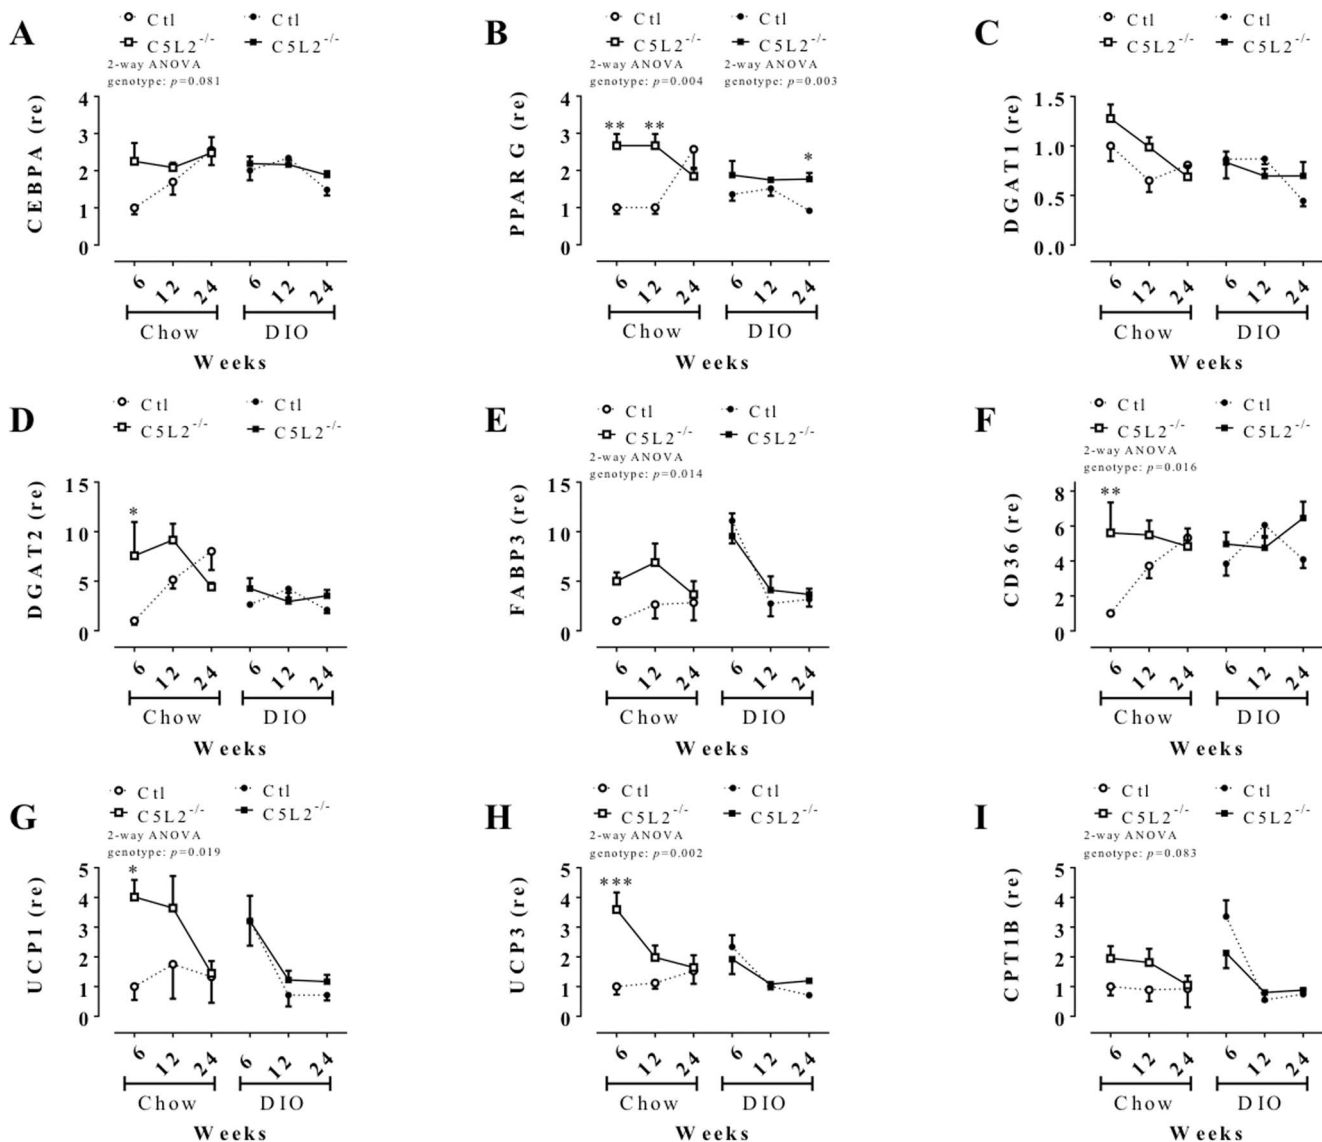 A
Ctl Ctl
C5L2-/- C5L2-/-
2-way ANOVA
genotype: p=0.081
CEBPA (re)
4
3
2
1
0
6 12 24 6 12 24
Chow DIO
Weeks
B
Ctl Ctl
C5L2-/- C5L2-/-
2-way ANOVA 2-way ANOVA
genotype: p=0.004 genotype: p=0.003
PPARG (re)
4
3
2
1
0
** ** *
6 12 24 6 12 24
Chow DIO
Weeks
C
Ctl Ctl
C5L2-/- C5L2-/-
DGAT1 (re)
1.5
1.0
0.5
0.0
6 12 24 6 12 24
Chow DIO
Weeks
D
Ctl Ctl
C5L2-/- C5L2-/-
DGAT2 (re)
15
10
5
0
*
6 12 24 6 12 24
Chow DIO
Weeks
E
Ctl Ctl
C5L2-/- C5L2-/-
2-way ANOVA
genotype: p=0.014
FABP3 (re)
15
10
5
0
6 12 24 6 12 24
Chow DIO
Weeks
F
Ctl Ctl
C5L2-/- C5L2-/-
2-way ANOVA
genotype: p=0.016
CD36 (re)
8
6
4
2
0
**
6 12 24 6 12 24
Chow DIO
Weeks
G
Ctl Ctl
C5L2-/- C5L2-/-
2-way ANOVA
genotype: p=0.019
UCP1 (re)
5
4
3
2
1
0
*
6 12 24 6 12 24
Chow DIO
Weeks
H
Ctl Ctl
C5L2-/- C5L2-/-
2-way ANOVA
genotype: p=0.002
UCP3 (re)
5
4
3
2
1
0
***
6 12 24 6 12 24
Chow DIO
Weeks
I
Ctl Ctl
C5L2-/- C5L2-/-
2-way ANOVA
genotype: p=0.083
CPT1B (re)
5
4
3
2
1
0
6 12 24 6 12 24
Chow DIO
Weeks